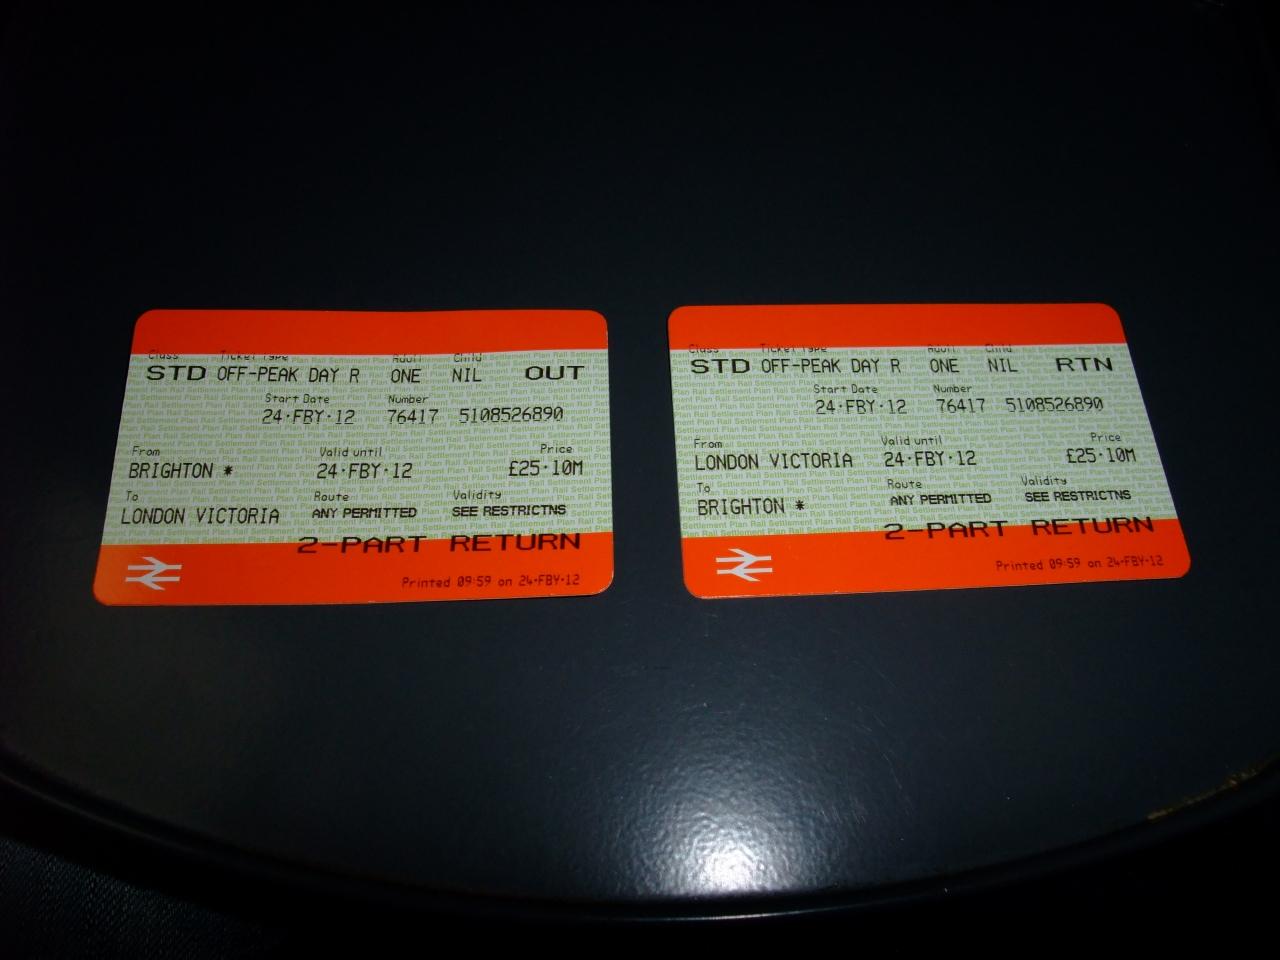 Class Ticket Type Adult Child
STD OFF-PEAK DAY R ONE NIL OUT
Start Date Number
24·FBY·12 76417 5108526890
From Valid until Price
BRIGHTON * 24·FBY·12 £25·10M
To Route Validity
LONDON VICTORIA ANY PERMITTED SEE RESTRICTNS
2-PART RETURN
Printed 09:59 on 24·FBY·12
Class Ticket Type Adult Child
STD OFF-PEAK DAY R ONE NIL RTN
Start Date Number
24·FBY·12 76417 5108526890
From Valid until Price
LONDON VICTORIA 24·FBY·12 £25·10M
To Route Validity
BRIGHTON * ANY PERMITTED SEE RESTRICTNS
2-PART RETURN
Printed 09:59 on 24·FBY·12